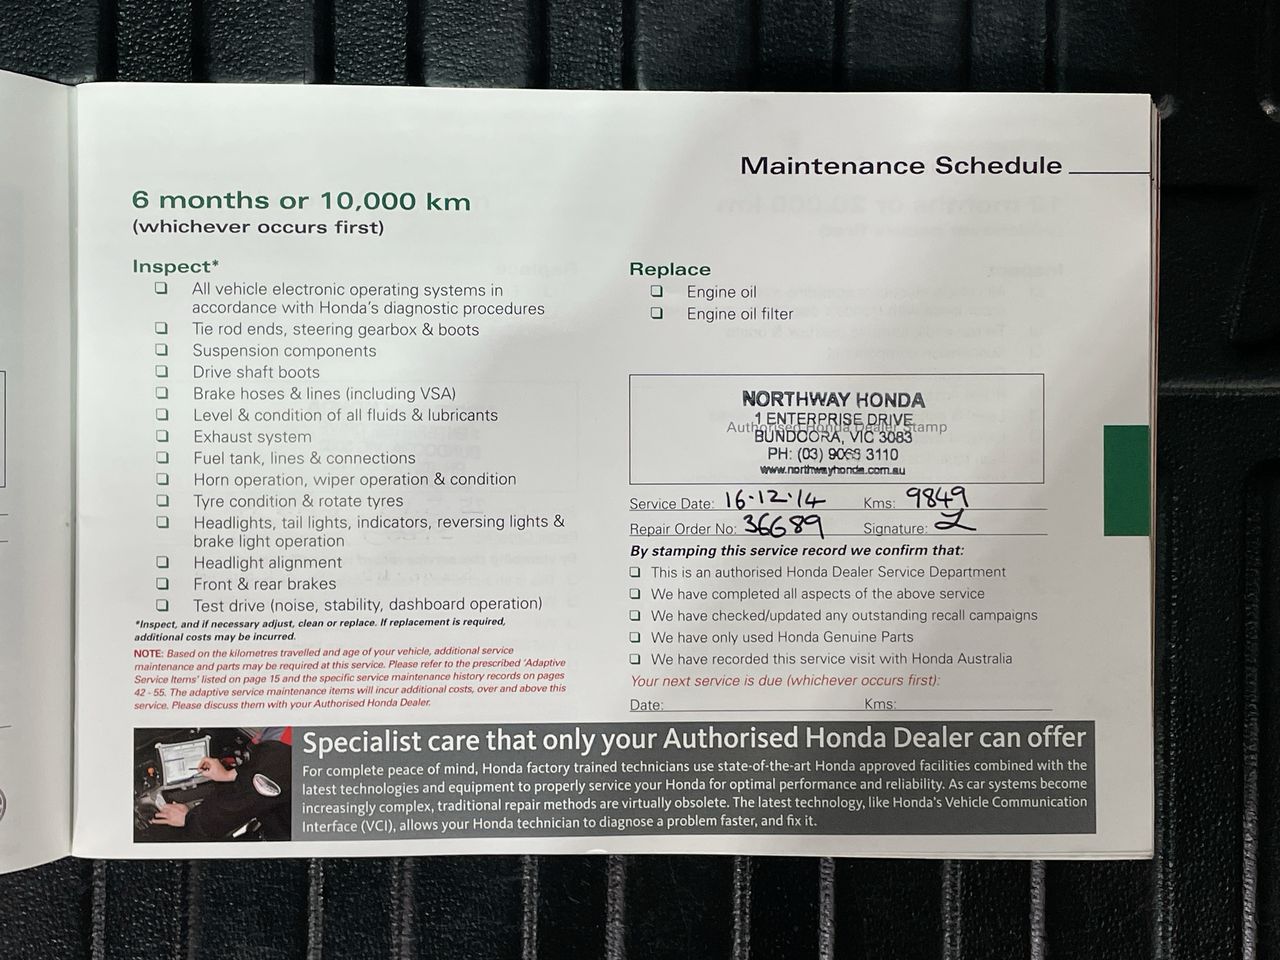 Maintenance Schedule
6 months or 10,000 km
(whichever occurs first)
Inspect*
All vehicle electronic operating systems in
accordance with Honda's diagnostic procedures
Tie rod ends, steering gearbox & boots
Suspension components
Drive shaft boots
Brake hoses & lines (including VSA)
Level & condition of all fluids & lubricants
Exhaust system
Fuel tank, lines & connections
Horn operation, wiper operation & condition
Tyre condition & rotate tyres
Headlights, tail lights, indicators, reversing lights &
brake light operation
Headlight alignment
Front & rear brakes
Test drive (noise, stability, dashboard operation)
*Inspect, and if necessary adjust, clean or replace. If replacement is required,
additional costs may be incurred.
NOTE: Based on the kilometres travelled and age of your vehicle, additional service
maintenance and parts may be required at this service. Please refer to the prescribed 'Adaptive
Service Items' listed on page 15 and the specific service maintenance history records on pages
42 - 55. The adaptive service maintenance items will incur additional costs, over and above this
service. Please discuss them with your Authorised Honda Dealer.
Replace
Engine oil
Engine oil filter
NORTHWAY HONDA
1 ENTERPRISE DRIVE
Authorised Honda Dealer Stamp
BUNDOORA, VIC 3083
PH: (03) 9065 3110
www.northwayhonda.com.au
Service Date: 16.12.14 Kms: 9849
Repair Order No: 36689 Signature:
By stamping this service record we confirm that:
This is an authorised Honda Dealer Service Department
We have completed all aspects of the above service
We have checked/updated any outstanding recall campaigns
We have only used Honda Genuine Parts
We have recorded this service visit with Honda Australia
Your next service is due (whichever occurs first):
Date: Kms:
Specialist care that only your Authorised Honda Dealer can offer
For complete peace of mind, Honda factory trained technicians use state-of-the-art Honda approved facilities combined with the
latest technologies and equipment to properly service your Honda for optimal performance and reliability. As car systems become
increasingly complex, traditional repair methods are virtually obsolete. The latest technology, like Honda's Vehicle Communication
Interface (VCI), allows your Honda technician to diagnose a problem faster, and fix it.